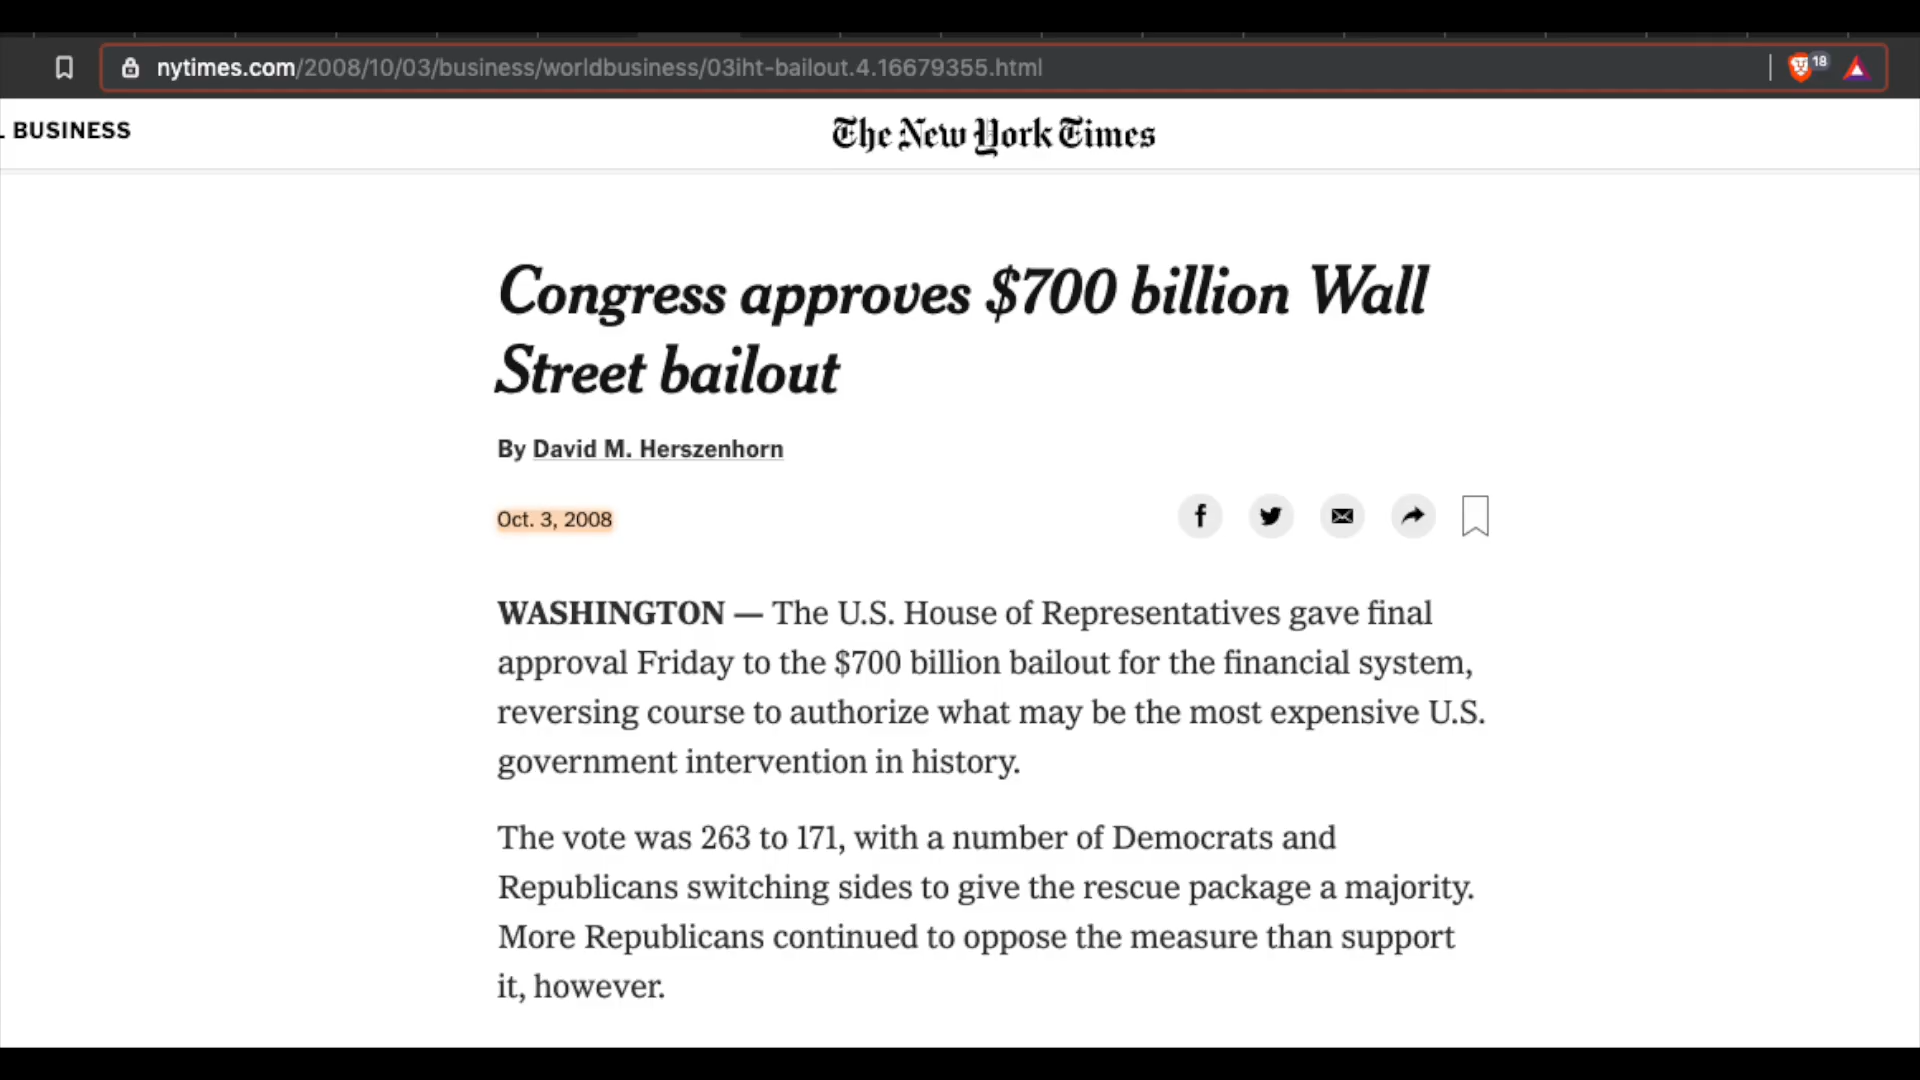 nytimes.com/2008/10/03/business/worldbusiness/03iht-bailout.4.16679355.html
18
BUSINESS
The New York Times
Congress approves $700 billion Wall
Street bailout
By David M. Herszenhorn
Oct. 3, 2008
WASHINGTON — The U.S. House of Representatives gave final
approval Friday to the $700 billion bailout for the financial system,
reversing course to authorize what may be the most expensive U.S.
government intervention in history.
The vote was 263 to 171, with a number of Democrats and
Republicans switching sides to give the rescue package a majority.
More Republicans continued to oppose the measure than support
it, however.